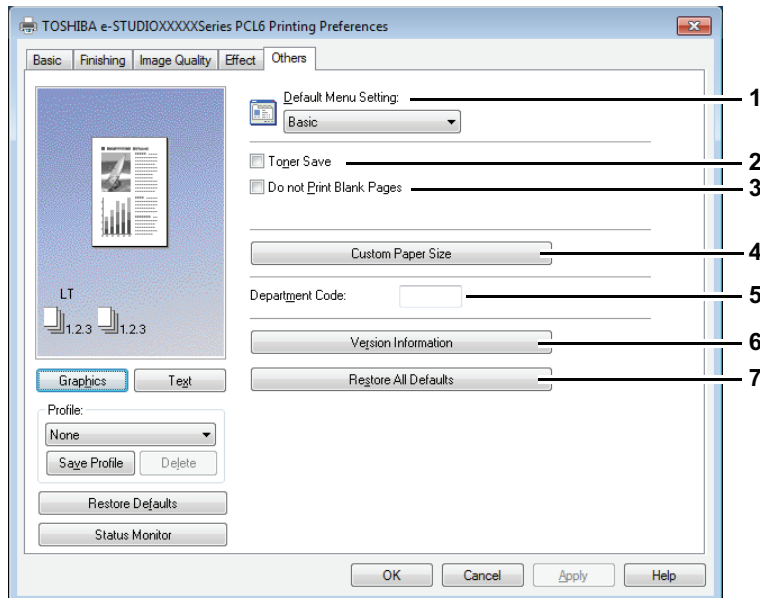 TOSHIBA e-STUDIOXXXXXSeries PCL6 Printing Preferences
Basic Finishing Image Quality Effect Others
Default Menu Setting: 1
Basic
Toner Save 2
Do not Print Blank Pages 3
Custom Paper Size 4
LT
Department Code: 5
1.2.3 1.2.3
Version Information 6
Graphics Text
Restore All Defaults 7
Profile:
None
Save Profile Delete
Restore Defaults
Status Monitor
OK Cancel Apply Help